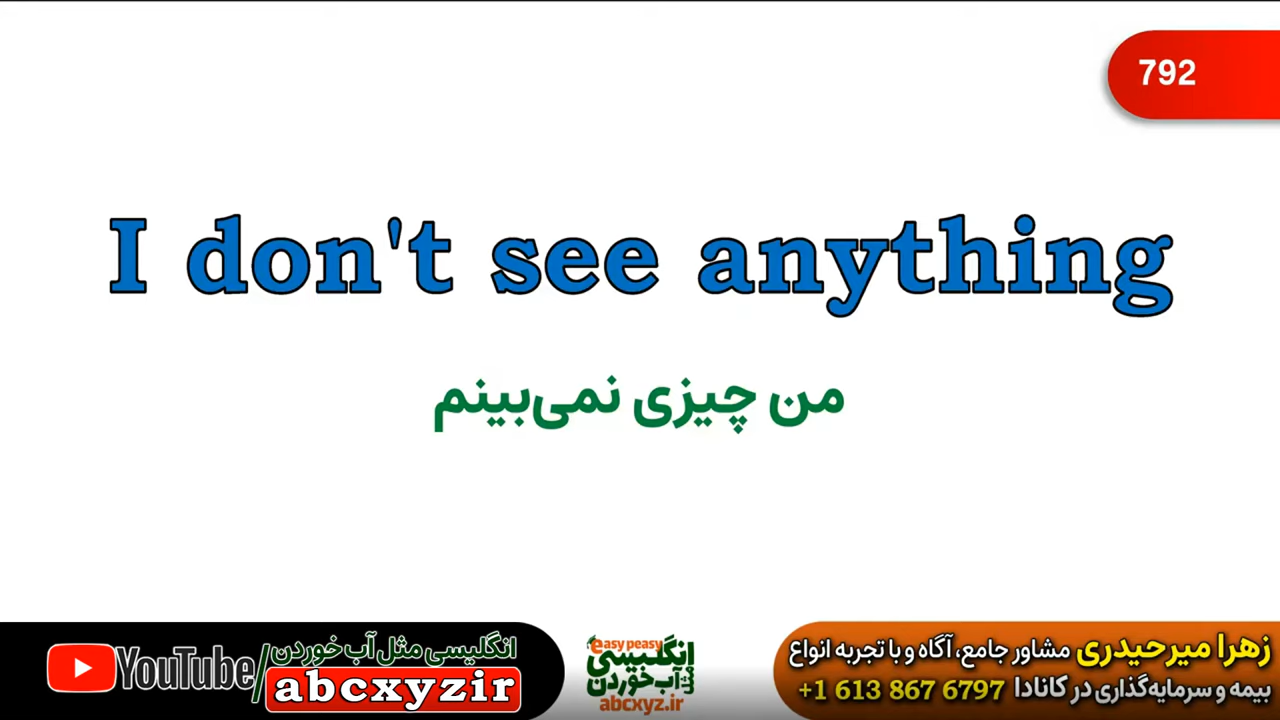 792
I don't see anything
من چیزی نمی‌بینم
YouTube/
انگلیسی مثل آب خوردن
abcxyzir
easy peasy
انگلیسی
مثل آب خوردن
abcxyz.ir
زهرا میرحیدری مشاور جامع، آگاه و با تجربه انواع
بیمه و سرمایه‌گذاری در کانادا +1 613 867 6797